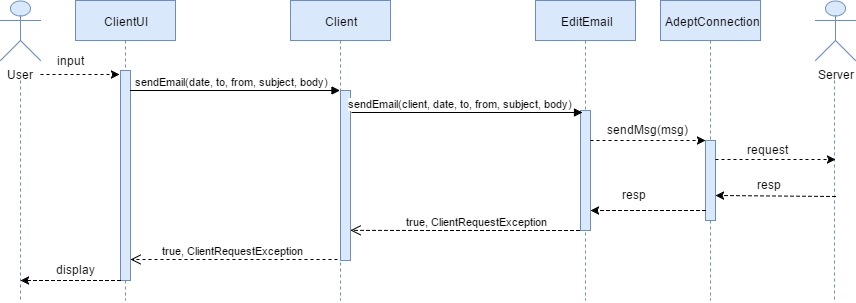 ClientUI
Client
EditEmail
AdeptConnection
User
input
Server
sendEmail(date, to, from, subject, body)
sendEmail(client, date, to, from, subject, body)
sendMsg(msg)
request
resp
resp
true, ClientRequestException
true, ClientRequestException
display